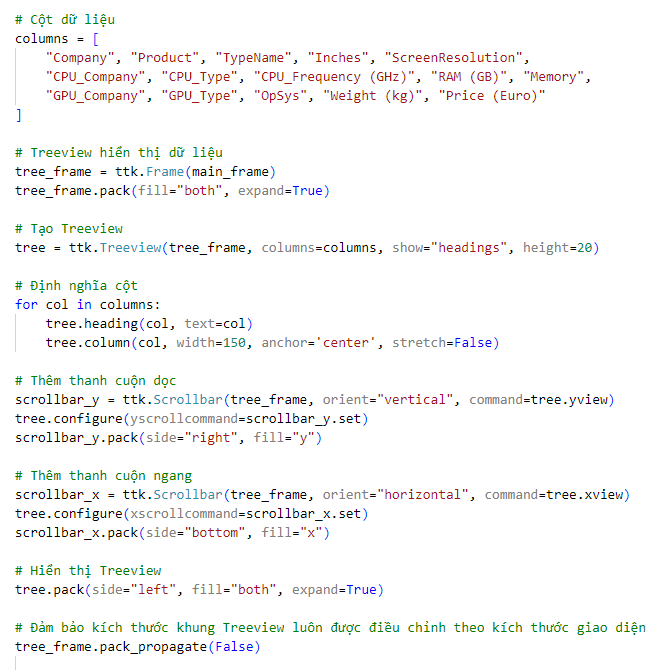 # Cột dữ liệu
columns = [
    "Company", "Product", "TypeName", "Inches", "ScreenResolution",
    "CPU_Company", "CPU_Type", "CPU_Frequency (GHz)", "RAM (GB)", "Memory",
    "GPU_Company", "GPU_Type", "OpSys", "Weight (kg)", "Price (Euro)"
]

# Treeview hiển thị dữ liệu
tree_frame = ttk.Frame(main_frame)
tree_frame.pack(fill="both", expand=True)

# Tạo Treeview
tree = ttk.Treeview(tree_frame, columns=columns, show="headings", height=20)

# Định nghĩa cột
for col in columns:
    tree.heading(col, text=col)
    tree.column(col, width=150, anchor='center', stretch=False)

# Thêm thanh cuộn dọc
scrollbar_y = ttk.Scrollbar(tree_frame, orient="vertical", command=tree.yview)
tree.configure(yscrollcommand=scrollbar_y.set)
scrollbar_y.pack(side="right", fill="y")

# Thêm thanh cuộn ngang
scrollbar_x = ttk.Scrollbar(tree_frame, orient="horizontal", command=tree.xview)
tree.configure(xscrollcommand=scrollbar_x.set)
scrollbar_x.pack(side="bottom", fill="x")

# Hiển thị Treeview
tree.pack(side="left", fill="both", expand=True)

# Đảm bảo kích thước khung Treeview luôn được điều chỉnh theo kích thước giao diện
tree_frame.pack_propagate(False)